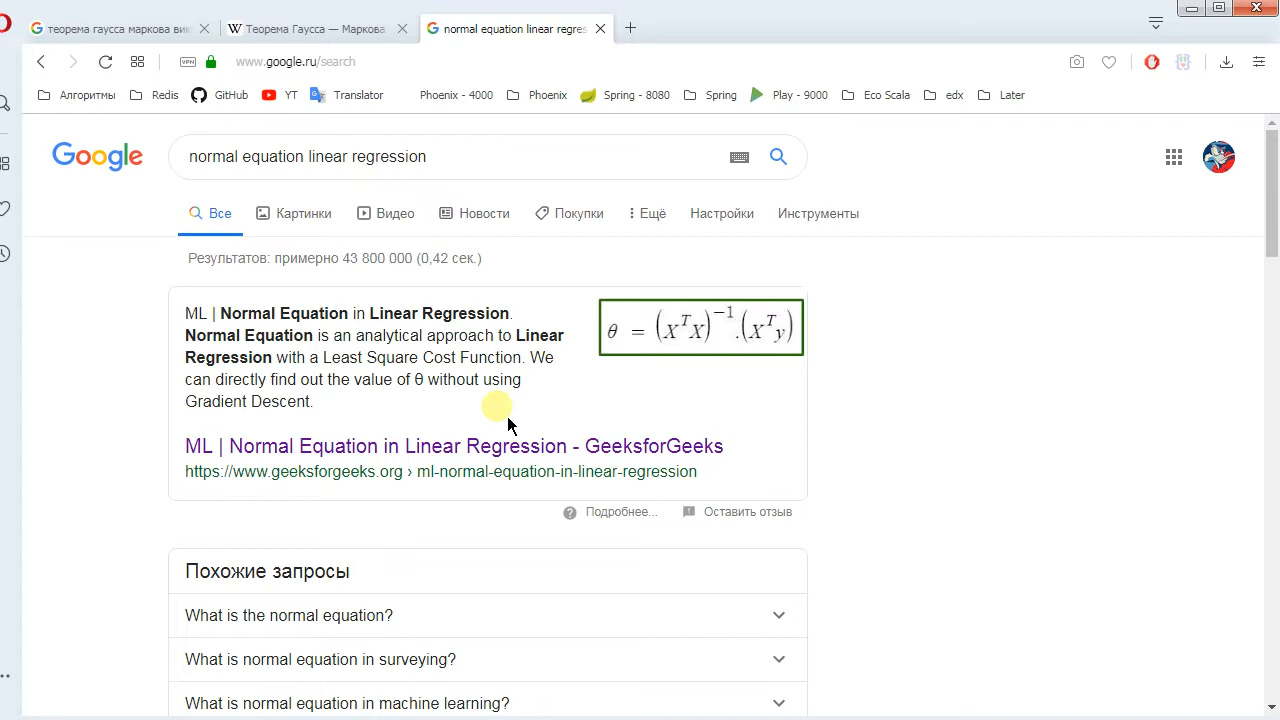 теорема гаусса маркова вик
Теорема Гаусса — Маркова
normal equation linear regres
VPN
www.google.ru/search
Алгоритмы
Redis
GitHub
YT
Translator
Phoenix - 4000
Phoenix
Spring - 8080
Spring
Play - 9000
Eco Scala
edx
Later
Google
normal equation linear regression
Все
Картинки
Видео
Новости
Покупки
Ещё
Настройки
Инструменты
Результатов: примерно 43 800 000 (0,42 сек.)
ML | Normal Equation in Linear Regression.
Normal Equation is an analytical approach to Linear
Regression with a Least Square Cost Function. We
can directly find out the value of θ without using
Gradient Descent.
θ = (X^T X)^-1 .(X^T y)
ML | Normal Equation in Linear Regression - GeeksforGeeks
https://www.geeksforgeeks.org › ml-normal-equation-in-linear-regression
Подробнее...
Оставить отзыв
Похожие запросы
What is the normal equation?
What is normal equation in surveying?
What is normal equation in machine learning?